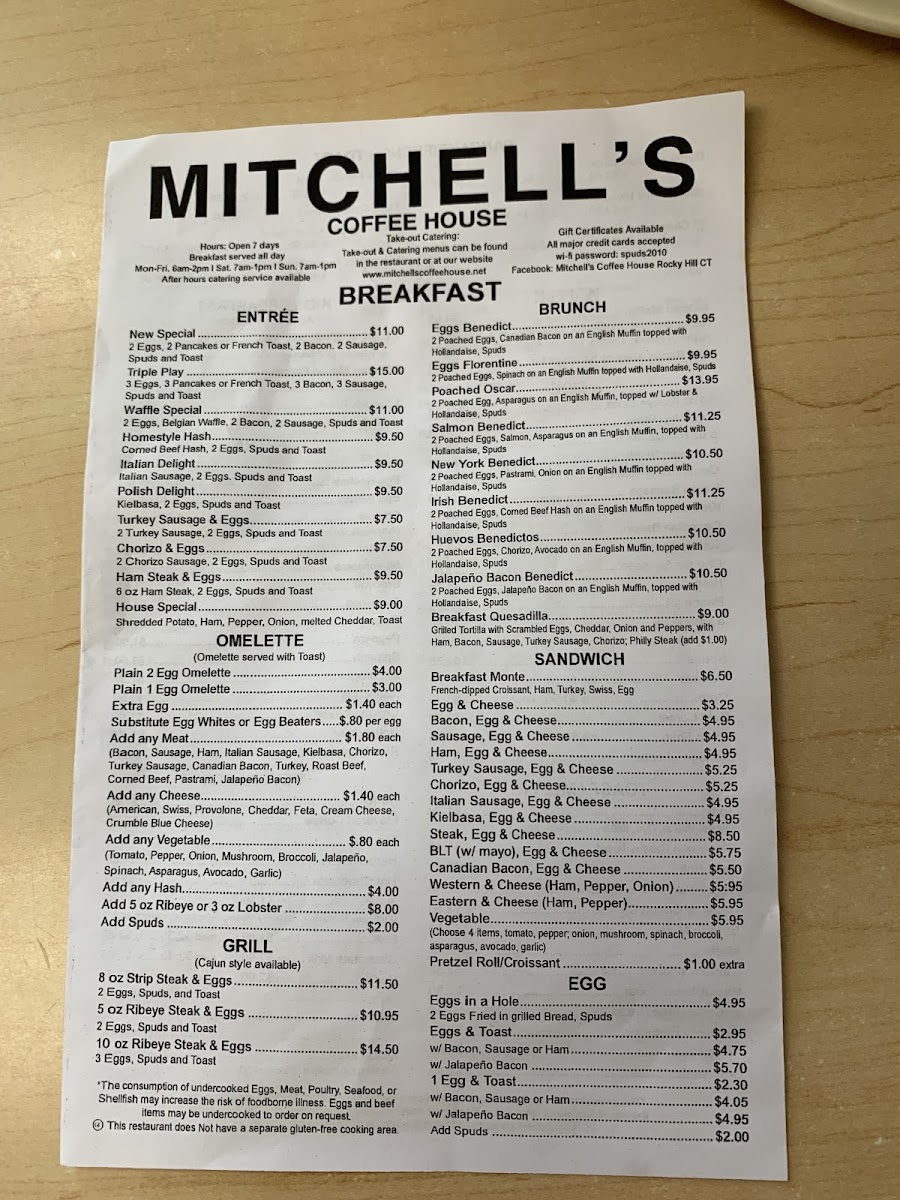 MITCHELL'S
COFFEE HOUSE
Hours: Open 7 days
Breakfast served all day
Mon-Fri. 6am-2pm I Sat. 7am-1pm I Sun. 7am-1pm
After hours catering service available
Take-out Catering:
Take-out & Catering menus can be found
in the restaurant or at our website
www.mitchellscoffeehouse.net
Gift Certificates Available
All major credit cards accepted
wi-fi password: spuds2010
Facebook: Mitchell's Coffee House Rocky Hill CT
BREAKFAST
ENTRÉE
New Special ........ $11.00
2 Eggs, 2 Pancakes or French Toast, 2 Bacon. 2 Sausage,
Spuds and Toast
Triple Play ........ $15.00
3 Eggs, 3 Pancakes or French Toast, 3 Bacon, 3 Sausage,
Spuds and Toast
Waffle Special ........ $11.00
2 Eggs, Belgian Waffle, 2 Bacon, 2 Sausage, Spuds and Toast
Homestyle Hash ........ $9.50
Corned Beef Hash, 2 Eggs, Spuds and Toast
Italian Delight ........ $9.50
Italian Sausage, 2 Eggs. Spuds and Toast
Polish Delight ........ $9.50
Kielbasa, 2 Eggs, Spuds and Toast
Turkey Sausage & Eggs ........ $7.50
2 Turkey Sausage, 2 Eggs, Spuds and Toast
Chorizo & Eggs ........ $7.50
2 Chorizo Sausage, 2 Eggs, Spuds and Toast
Ham Steak & Eggs ........ $9.50
6 oz Ham Steak, 2 Eggs, Spuds and Toast
House Special ........ $9.00
Shredded Potato, Ham, Pepper, Onion, melted Cheddar, Toast
OMELETTE
(Omelette served with Toast)
Plain 2 Egg Omelette ........ $4.00
Plain 1 Egg Omelette ........ $3.00
Extra Egg ........ $1.40 each
Substitute Egg Whites or Egg Beaters.....$.80 per egg
Add any Meat ........ $1.80 each
(Bacon, Sausage, Ham, Italian Sausage, Kielbasa, Chorizo,
Turkey Sausage, Canadian Bacon, Turkey, Roast Beef,
Corned Beef, Pastrami, Jalapeño Bacon)
Add any Cheese ........ $1.40 each
(American, Swiss, Provolone, Cheddar, Feta, Cream Cheese,
Crumble Blue Cheese)
Add any Vegetable ........ $.80 each
(Tomato, Pepper, Onion, Mushroom, Broccoli, Jalapeño,
Spinach, Asparagus, Avocado, Garlic)
Add any Hash ........ $4.00
Add 5 oz Ribeye or 3 oz Lobster ........ $8.00
Add Spuds ........ $2.00
GRILL
(Cajun style available)
8 oz Strip Steak & Eggs ........ $11.50
2 Eggs, Spuds, and Toast
5 oz Ribeye Steak & Eggs ........ $10.95
2 Eggs, Spuds and Toast
10 oz Ribeye Steak & Eggs ........ $14.50
3 Eggs, Spuds and Toast
*The consumption of undercooked Eggs, Meat, Poultry, Seafood, or
Shellfish may increase the risk of foodborne illness. Eggs and beef
items may be undercooked to order on request.
This restaurant does Not have a separate gluten-free cooking area.
BRUNCH
Eggs Benedict ........ $9.95
2 Poached Eggs, Canadian Bacon on an English Muffin topped with
Hollandaise, Spuds
Eggs Florentine ........ $9.95
2 Poached Eggs, Spinach on an English Muffin topped with Hollandaise, Spuds
Poached Oscar ........ $13.95
2 Poached Egg, Asparagus on an English Muffin, topped w/ Lobster &
Hollandaise, Spuds
Salmon Benedict ........ $11.25
2 Poached Eggs, Salmon, Asparagus on an English Muffin, topped with
Hollandaise, Spuds
New York Benedict ........ $10.50
2 Poached Eggs, Pastrami, Onion on an English Muffin topped with
Hollandaise, Spuds
Irish Benedict ........ $11.25
2 Poached Eggs, Corned Beef Hash on an English Muffin topped with
Hollandaise, Spuds
Huevos Benedictos ........ $10.50
2 Poached Eggs, Chorizo, Avocado on an English Muffin, topped with
Hollandaise, Spuds
Jalapeño Bacon Benedict ........ $10.50
2 Poached Eggs, Jalapeño Bacon on an English Muffin, topped with
Hollandaise, Spuds
Breakfast Quesadilla ........ $9.00
Grilled Tortilla with Scrambled Eggs, Cheddar, Onion and Peppers, with
Ham, Bacon, Sausage, Turkey Sausage, Chorizo; Philly Steak (add $1.00)
SANDWICH
Breakfast Monte ........ $6.50
French-dipped Croissant, Ham, Turkey, Swiss, Egg
Egg & Cheese ........ $3.25
Bacon, Egg & Cheese ........ $4.95
Sausage, Egg & Cheese ........ $4.95
Ham, Egg & Cheese ........ $4.95
Turkey Sausage, Egg & Cheese ........ $5.25
Chorizo, Egg & Cheese ........ $5.25
Italian Sausage, Egg & Cheese ........ $4.95
Kielbasa, Egg & Cheese ........ $4.95
Steak, Egg & Cheese ........ $8.50
BLT (w/ mayo), Egg & Cheese ........ $5.75
Canadian Bacon, Egg & Cheese ........ $5.50
Western & Cheese (Ham, Pepper, Onion) ........ $5.95
Eastern & Cheese (Ham, Pepper) ........ $5.95
Vegetable ........ $5.95
(Choose 4 items, tomato, pepper, onion, mushroom, spinach, broccoli,
asparagus, avocado, garlic)
Pretzel Roll/Croissant ........ $1.00 extra
EGG
Eggs in a Hole ........ $4.95
2 Eggs Fried in grilled Bread, Spuds
Eggs & Toast ........ $2.95
w/ Bacon, Sausage or Ham ........ $4.75
w/ Jalapeño Bacon ........ $5.70
1 Egg & Toast ........ $2.30
w/ Bacon, Sausage or Ham ........ $4.05
w/ Jalapeño Bacon ........ $4.95
Add Spuds ........ $2.00